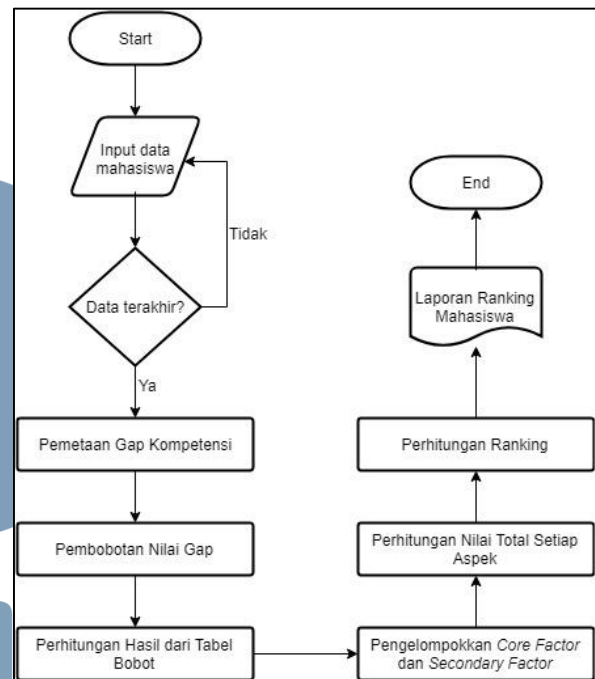 Start
Input data
mahasiswa
Tidak
Data terakhir?
Ya
Pemetaan Gap Kompetensi
Pembobotan Nilai Gap
Perhitungan Hasil dari Tabel
Bobot
Pengelompokkan Core Factor
dan Secondary Factor
Perhitungan Nilai Total Setiap
Aspek
Perhitungan Ranking
Laporan Ranking
Mahasiswa
End